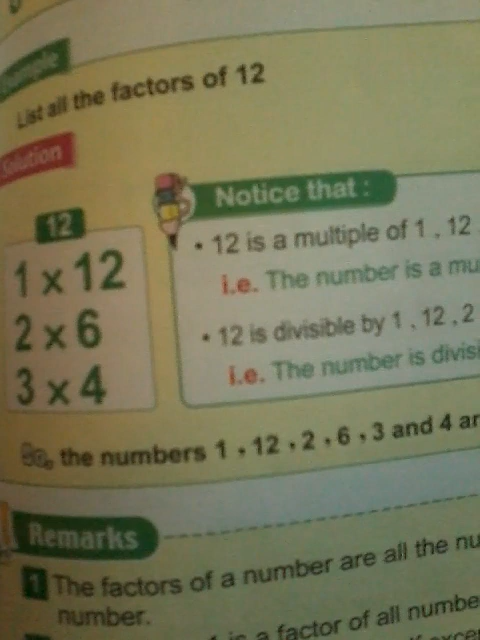 Example
List all the factors of 12
Solution
12
1 x 12
2 x 6
3 x 4
Notice that :
• 12 is a multiple of 1 , 12
i.e. The number is a mu
• 12 is divisible by 1 , 12 , 2
i.e. The number is divisi
So, the numbers 1 , 12 , 2 , 6 , 3 and 4 ar
Remarks
1 The factors of a number are all the nu
number.
is a factor of all numbe